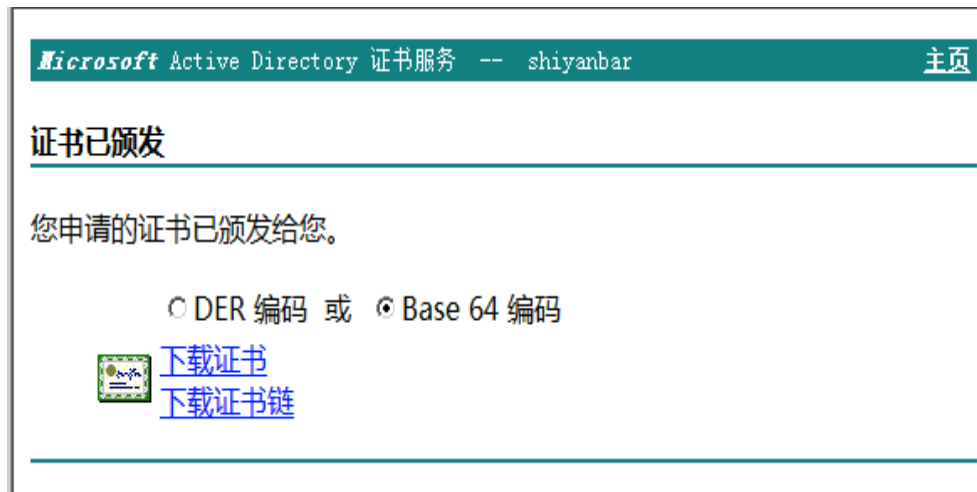 Microsoft Active Directory 证书服务 -- shiyanbar 主页
证书已颁发
您申请的证书已颁发给您。
DER 编码 或 Base 64 编码
下载证书
下载证书链